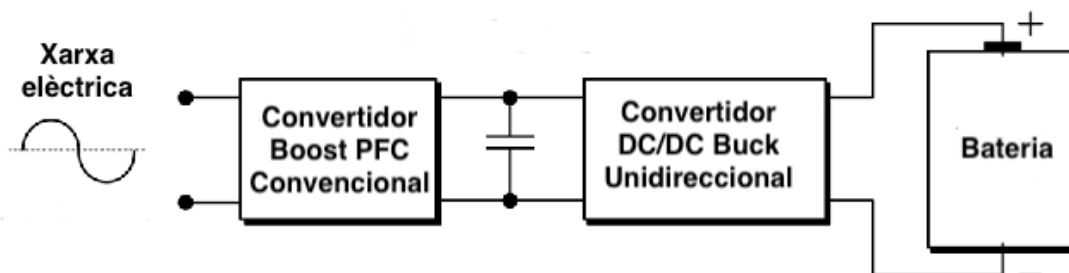 Xarxa
elèctrica
Convertidor
Boost PFC
Convencional
Convertidor
DC/DC Buck
Unidireccional
+
Bateria